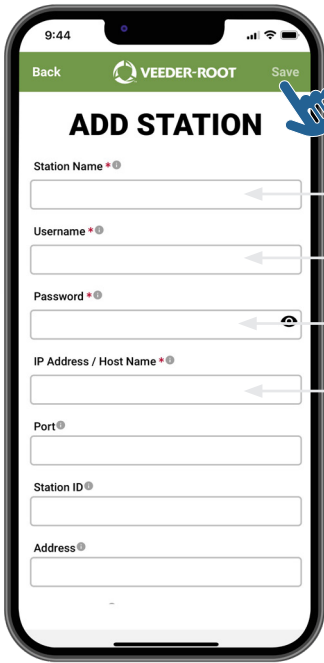 9:44
Back VEEDER-ROOT Save
ADD STATION
Station Name *
Username *
Password *
IP Address / Host Name *
Port
Station ID
Address